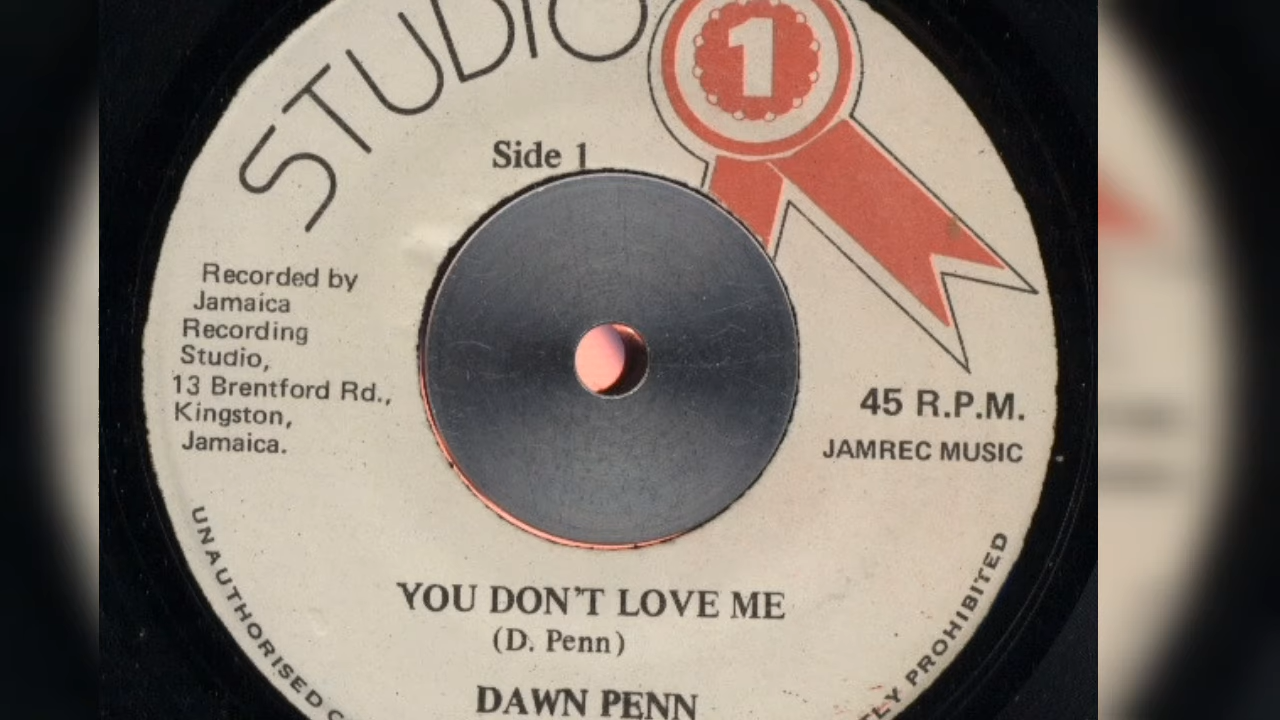 STUDIO
1
Side 1
Recorded by
Jamaica
Recording
Studio,
13 Brentford Rd.,
Kingston,
Jamaica.
45 R.P.M.
JAMREC MUSIC
YOU DON'T LOVE ME
(D. Penn)
DAWN PENN
UNAUTHORISED
PROHIBITED